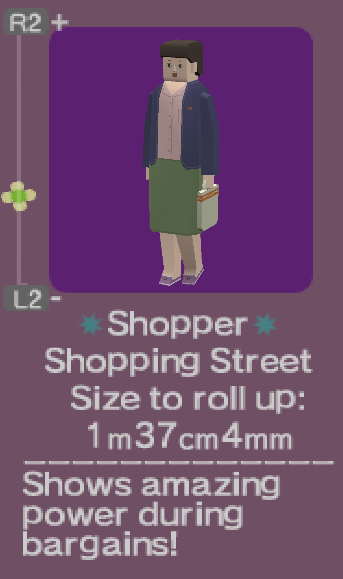 R2 +
L2 -
Shopper
Shopping Street
Size to roll up:
1m37cm4mm
Shows amazing
power during
bargains!